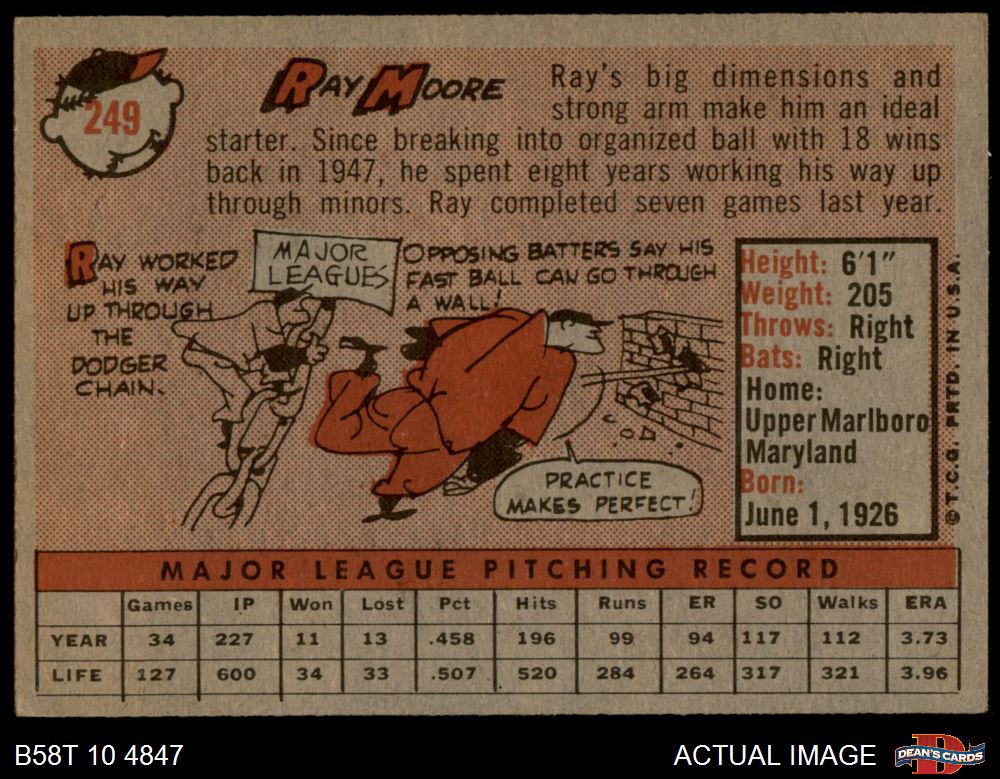 249
RAY MOORE
Ray's big dimensions and
strong arm make him an ideal
starter. Since breaking into organized ball with 18 wins
back in 1947, he spent eight years working his way up
through minors. Ray completed seven games last year.
RAY WORKED
HIS WAY
UP THROUGH
THE
DODGER
CHAIN.
MAJOR
LEAGUES
OPPOSING BATTERS SAY HIS
FAST BALL CAN GO THROUGH
A WALL!
PRACTICE
MAKES PERFECT!
Height: 6'1"
Weight: 205
Throws: Right
Bats: Right
Home:
Upper Marlboro
Maryland
Born:
June 1, 1926
©T.C.G. PRTD. IN U.S.A.
MAJOR LEAGUE PITCHING RECORD
Games IP Won Lost Pct Hits Runs ER SO Walks ERA
YEAR 34 227 11 13 .458 196 99 94 117 112 3.73
LIFE 127 600 34 33 .507 520 284 264 317 321 3.96
B58T 10 4847
ACTUAL IMAGE
D
DEAN'S CARDS